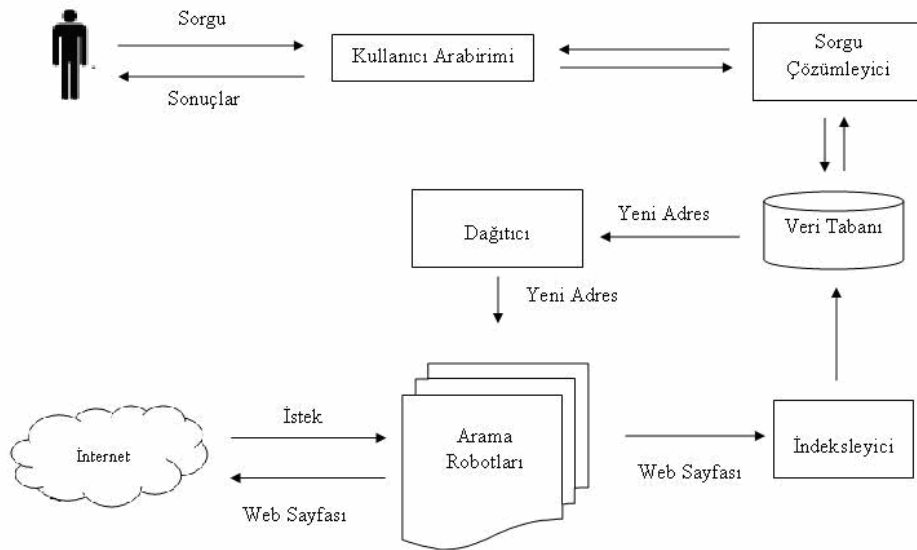 Sorgu
Kullanıcı Arabirimi
Sonuçlar
Sorgu
Çözümleyici
Yeni Adres
Dağıtıcı
Veri Tabanı
Yeni Adres
İstek
İnternet
Arama
Robotları
Web Sayfası
Web Sayfası
İndeksleyici